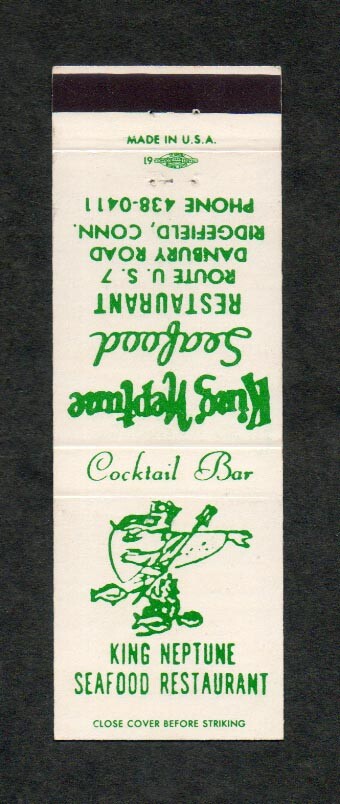 MADE IN U.S.A.
19
King Neptune
Seafood
RESTAURANT
ROUTE U. S. 7
DANBURY ROAD
RIDGEFIELD, CONN.
PHONE 438-0411
Cocktail Bar
KING NEPTUNE
SEAFOOD RESTAURANT
CLOSE COVER BEFORE STRIKING